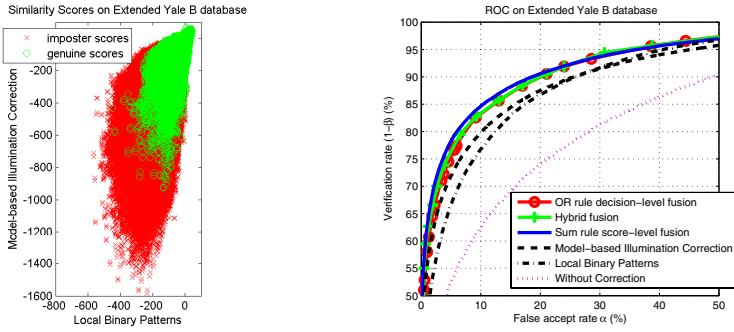 Similarity Scores on Extended Yale B database
imposter scores
genuine scores
-200
-400
-600
-800
-1000
-1200
-1400
-1600
-800
-600
-400
-200
0
Model-based Illumination Correction
Local Binary Patterns
ROC on Extended Yale B database
100
95
90
85
80
75
70
65
60
55
50
0
10
20
30
40
50
Verification rate (1−β) (%)
False accept rate α (%)
OR rule decision−level fusion
Hybrid fusion
Sum rule score−level fusion
Model−based Illumination Correction
Local Binary Patterns
Without Correction